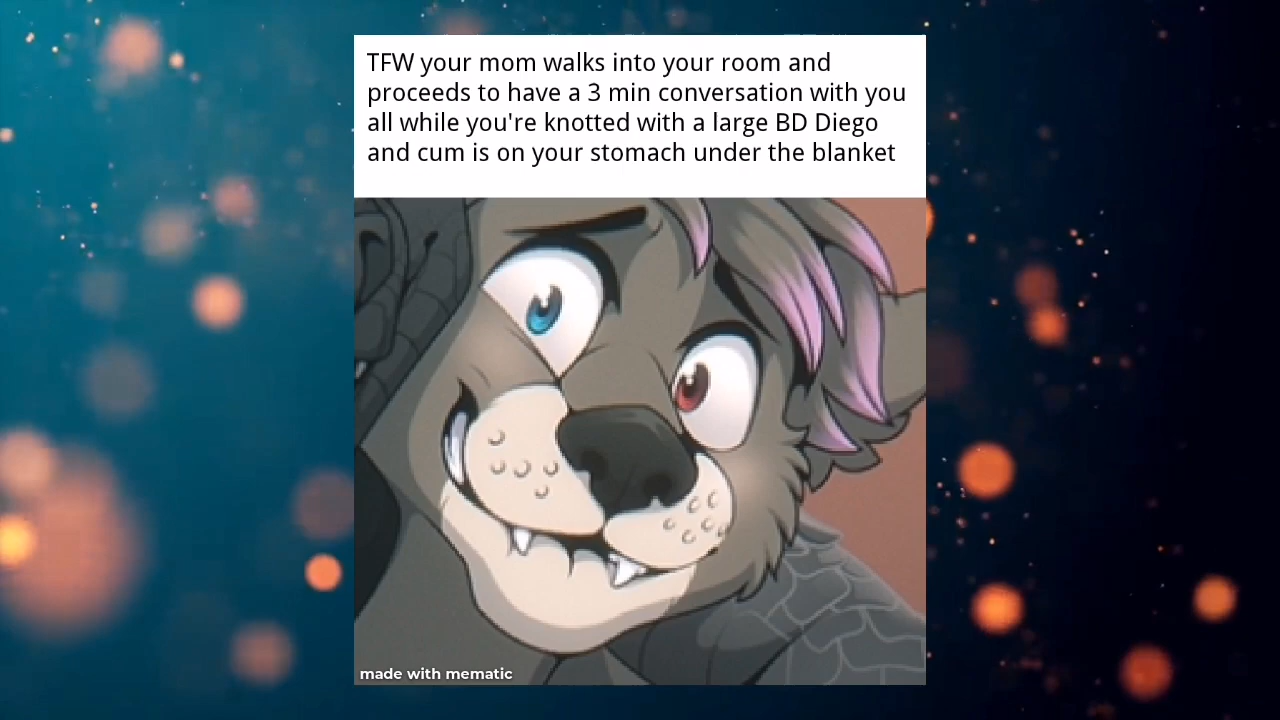 TFW your mom walks into your room and
proceeds to have a 3 min conversation with you
all while you're knotted with a large BD Diego
and cum is on your stomach under the blanket
made with mematic